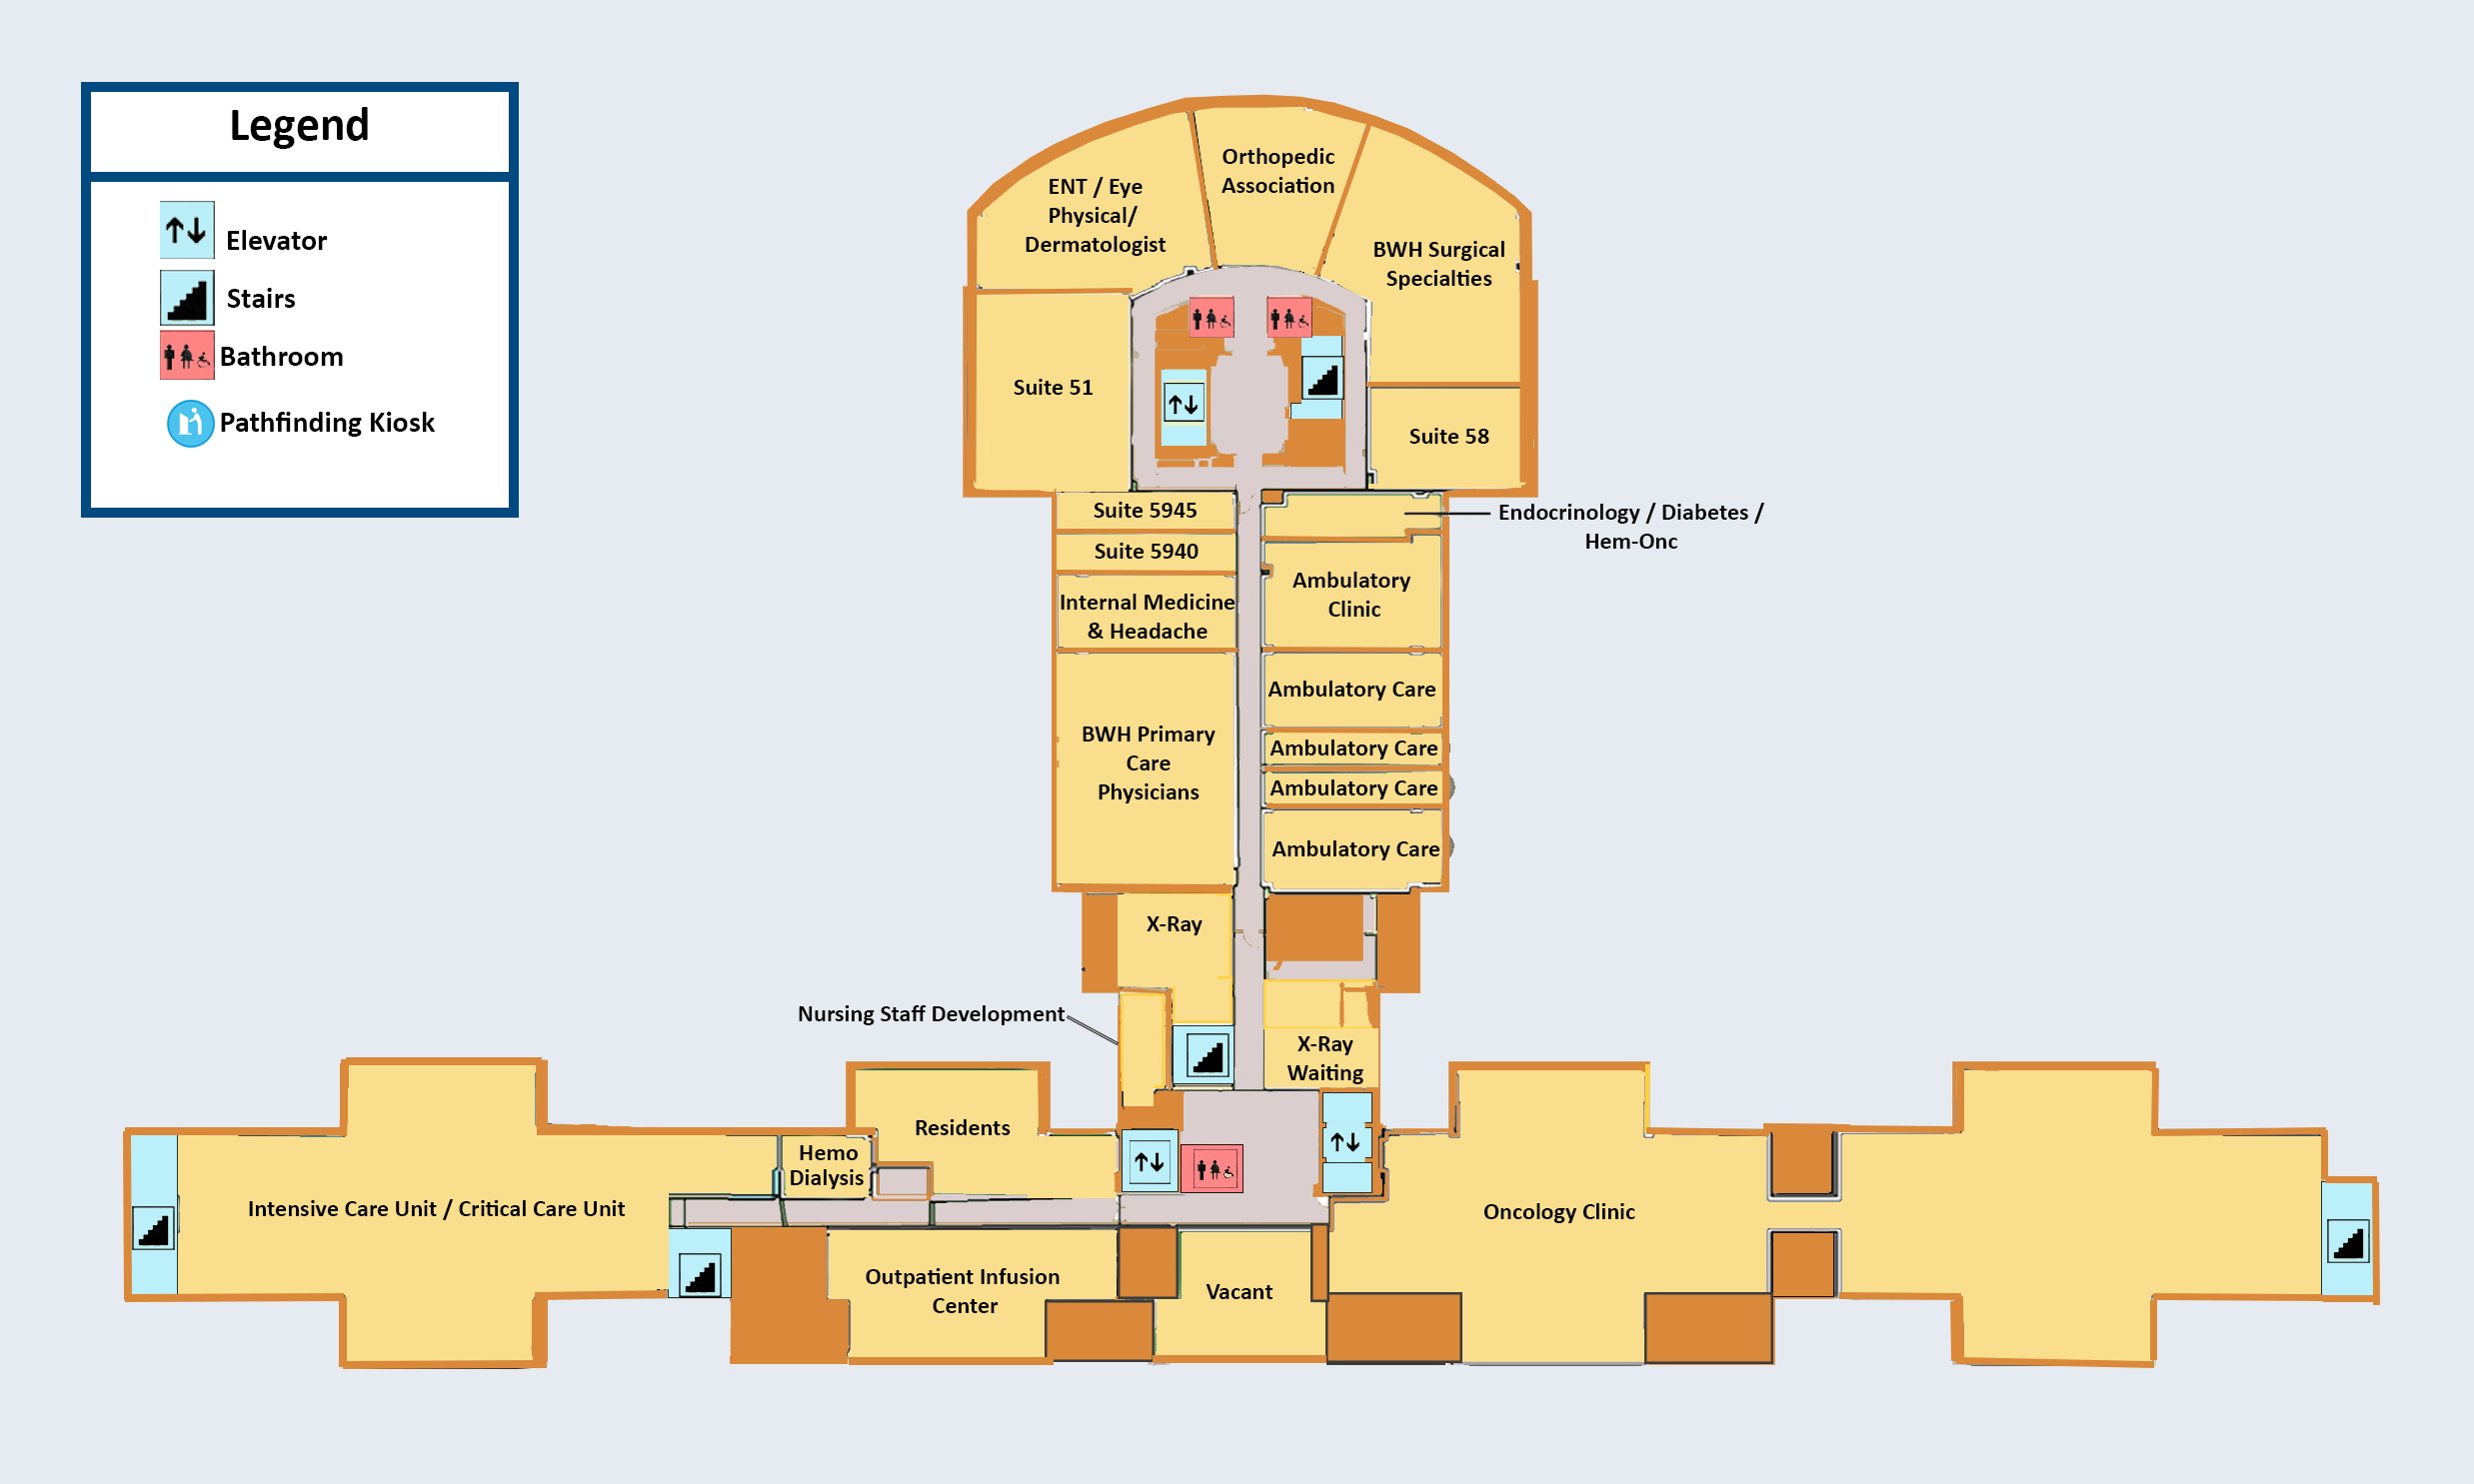 Legend
Elevator
Stairs
Bathroom
Pathfinding Kiosk
Orthopedic
Association
ENT / Eye
Physical/
Dermatologist
BWH Surgical
Specialties
Suite 51
Suite 58
Suite 5945
Endocrinology / Diabetes /
Hem-Onc
Suite 5940
Ambulatory
Clinic
Internal Medicine
& Headache
Ambulatory Care
BWH Primary
Care
Physicians
Ambulatory Care
Ambulatory Care
Ambulatory Care
X-Ray
Nursing Staff Development
X-Ray
Waiting
Residents
Hemo
Dialysis
Intensive Care Unit / Critical Care Unit
Oncology Clinic
Outpatient Infusion
Center
Vacant